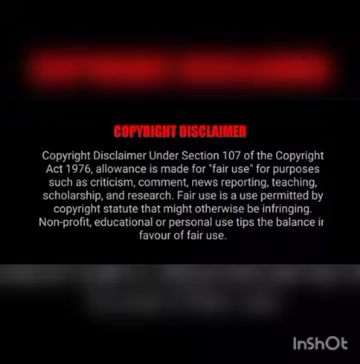 COPYRIGHT DISCLAIMER
Copyright Disclaimer Under Section 107 of the Copyright
Act 1976, allowance is made for "fair use" for purposes
such as criticism, comment, news reporting, teaching,
scholarship, and research. Fair use is a use permitted by
copyright statute that might otherwise be infringing.
Non-profit, educational or personal use tips the balance in
favour of fair use.
InShOt